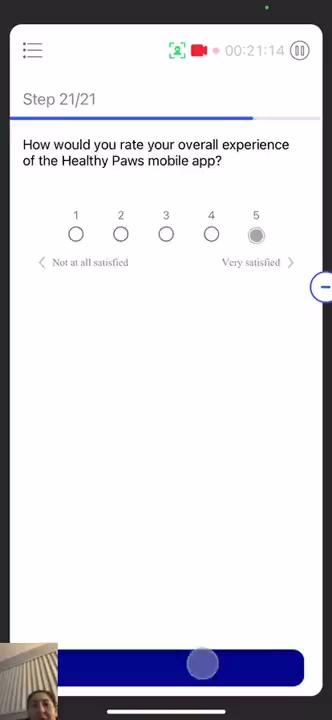 00:21:14
Step 21/21
How would you rate your overall experience
of the Healthy Paws mobile app?
1 2 3 4 5
Not at all satisfied Very satisfied